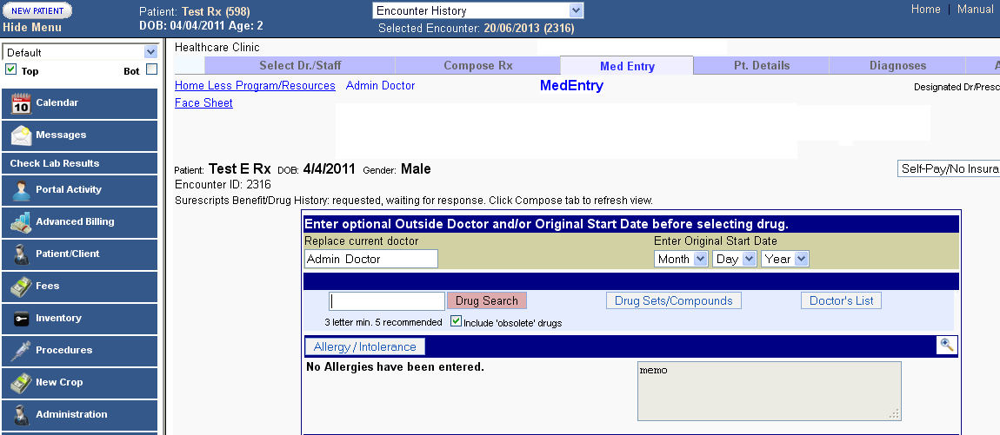 NEW PATIENT
Hide Menu
Patient: Test Rx (598)
DOB: 04/04/2011 Age: 2
Encounter History
Selected Encounter: 20/06/2013 (2316)
Home | Manual
Default
Top Bot
Nov 10 Calendar
Messages
Check Lab Results
Portal Activity
Advanced Billing
Patient/Client
Fees
Inventory
Procedures
New Crop
Administration
Healthcare Clinic
Select Dr./Staff Compose Rx Med Entry Pt. Details Diagnoses A
Home Less Program/Resources Admin Doctor MedEntry Designated Dr/Presc
Face Sheet
Patient: Test E Rx DOB: 4/4/2011 Gender: Male Self-Pay/No Insura
Encounter ID: 2316
Surescripts Benefit/Drug History: requested, waiting for response. Click Compose tab to refresh view.
Enter optional Outside Doctor and/or Original Start Date before selecting drug.
Replace current doctor Enter Original Start Date
Admin Doctor Month Day Year
Drug Search Drug Sets/Compounds Doctor's List
3 letter min. 5 recommended Include 'obsolete' drugs
Allergy / Intolerance
No Allergies have been entered. memo